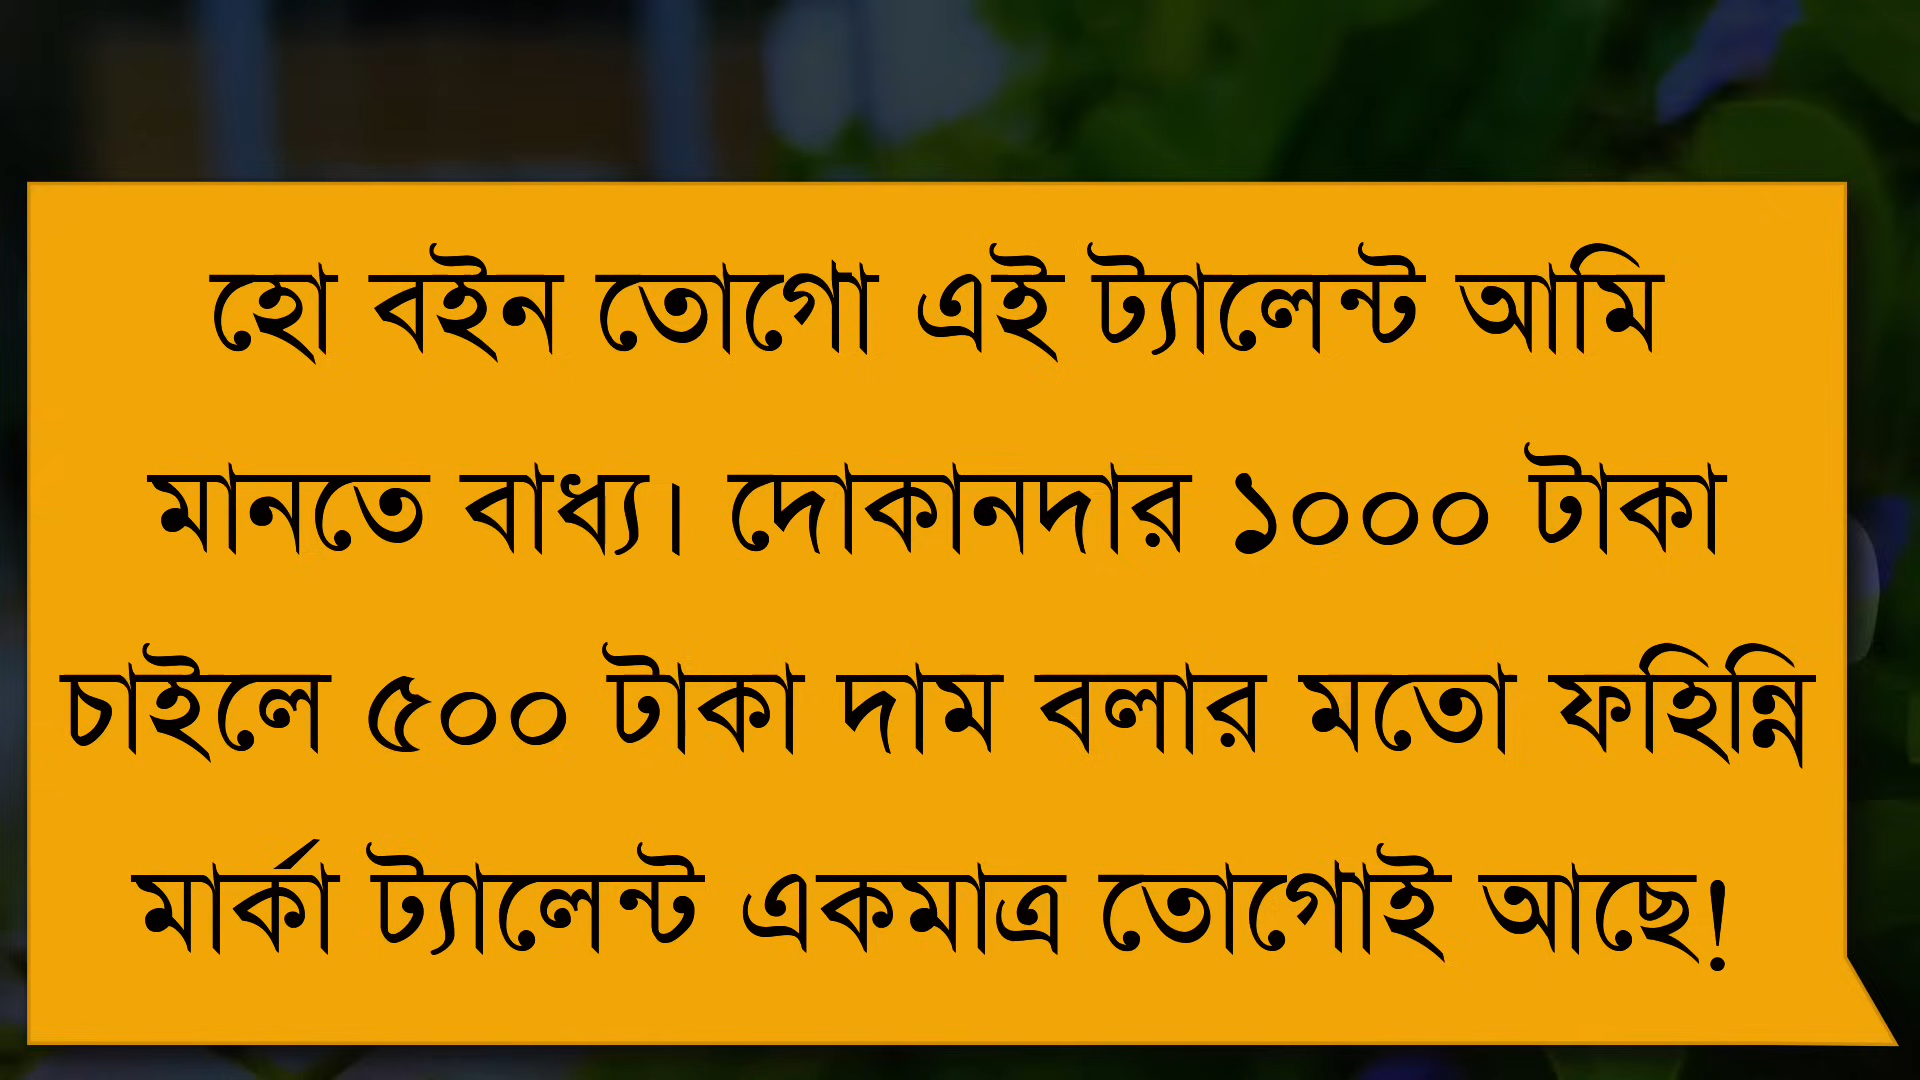 হো বইন তোগো এই ট্যালেন্ট আমি
মানতে বাধ্য। দোকানদার ১০০০ টাকা
চাইলে ৫০০ টাকা দাম বলার মতো ফহিন্নি
মার্কা ট্যালেন্ট একমাত্র তোগোই আছে!